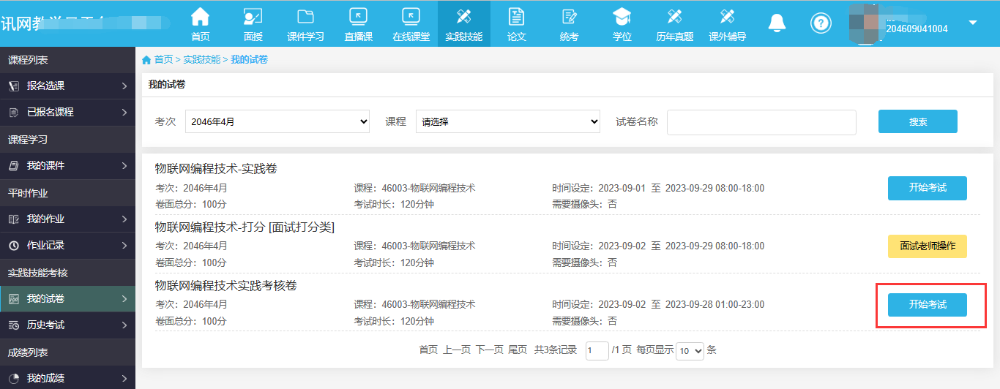 讯网教学云平台
首页 面授 课件学习 直播课 在线课堂 实践技能 论文 统考 学位 历年真题 课外辅导
204609041004
课程列表
报名选课
已报名课程
课程学习
我的课件
平时作业
我的作业
作业记录
实践技能考核
我的试卷
历史考试
成绩列表
我的成绩
首页 > 实践技能 > 我的试卷
我的试卷
考次 2046年4月 课程 请选择 试卷名称 搜索
物联网编程技术-实践卷
考次：2046年4月 课程：46003-物联网编程技术 时间设定：2023-09-01 至 2023-09-29 08:00-18:00
卷面总分：100分 考试时长：120分钟 需要摄像头：否
开始考试
物联网编程技术-打分 [面试打分类]
考次：2046年4月 课程：46003-物联网编程技术 时间设定：2023-09-02 至 2023-09-29 08:00-18:00
卷面总分：100分 考试时长：120分钟 需要摄像头：否
面试老师操作
物联网编程技术实践考核卷
考次：2046年4月 课程：46003-物联网编程技术 时间设定：2023-09-02 至 2023-09-28 01:00-23:00
卷面总分：100分 考试时长：120分钟 需要摄像头：否
开始考试
首页 上一页 下一页 尾页 共3条记录 1 /1 页 每页显示 10 条